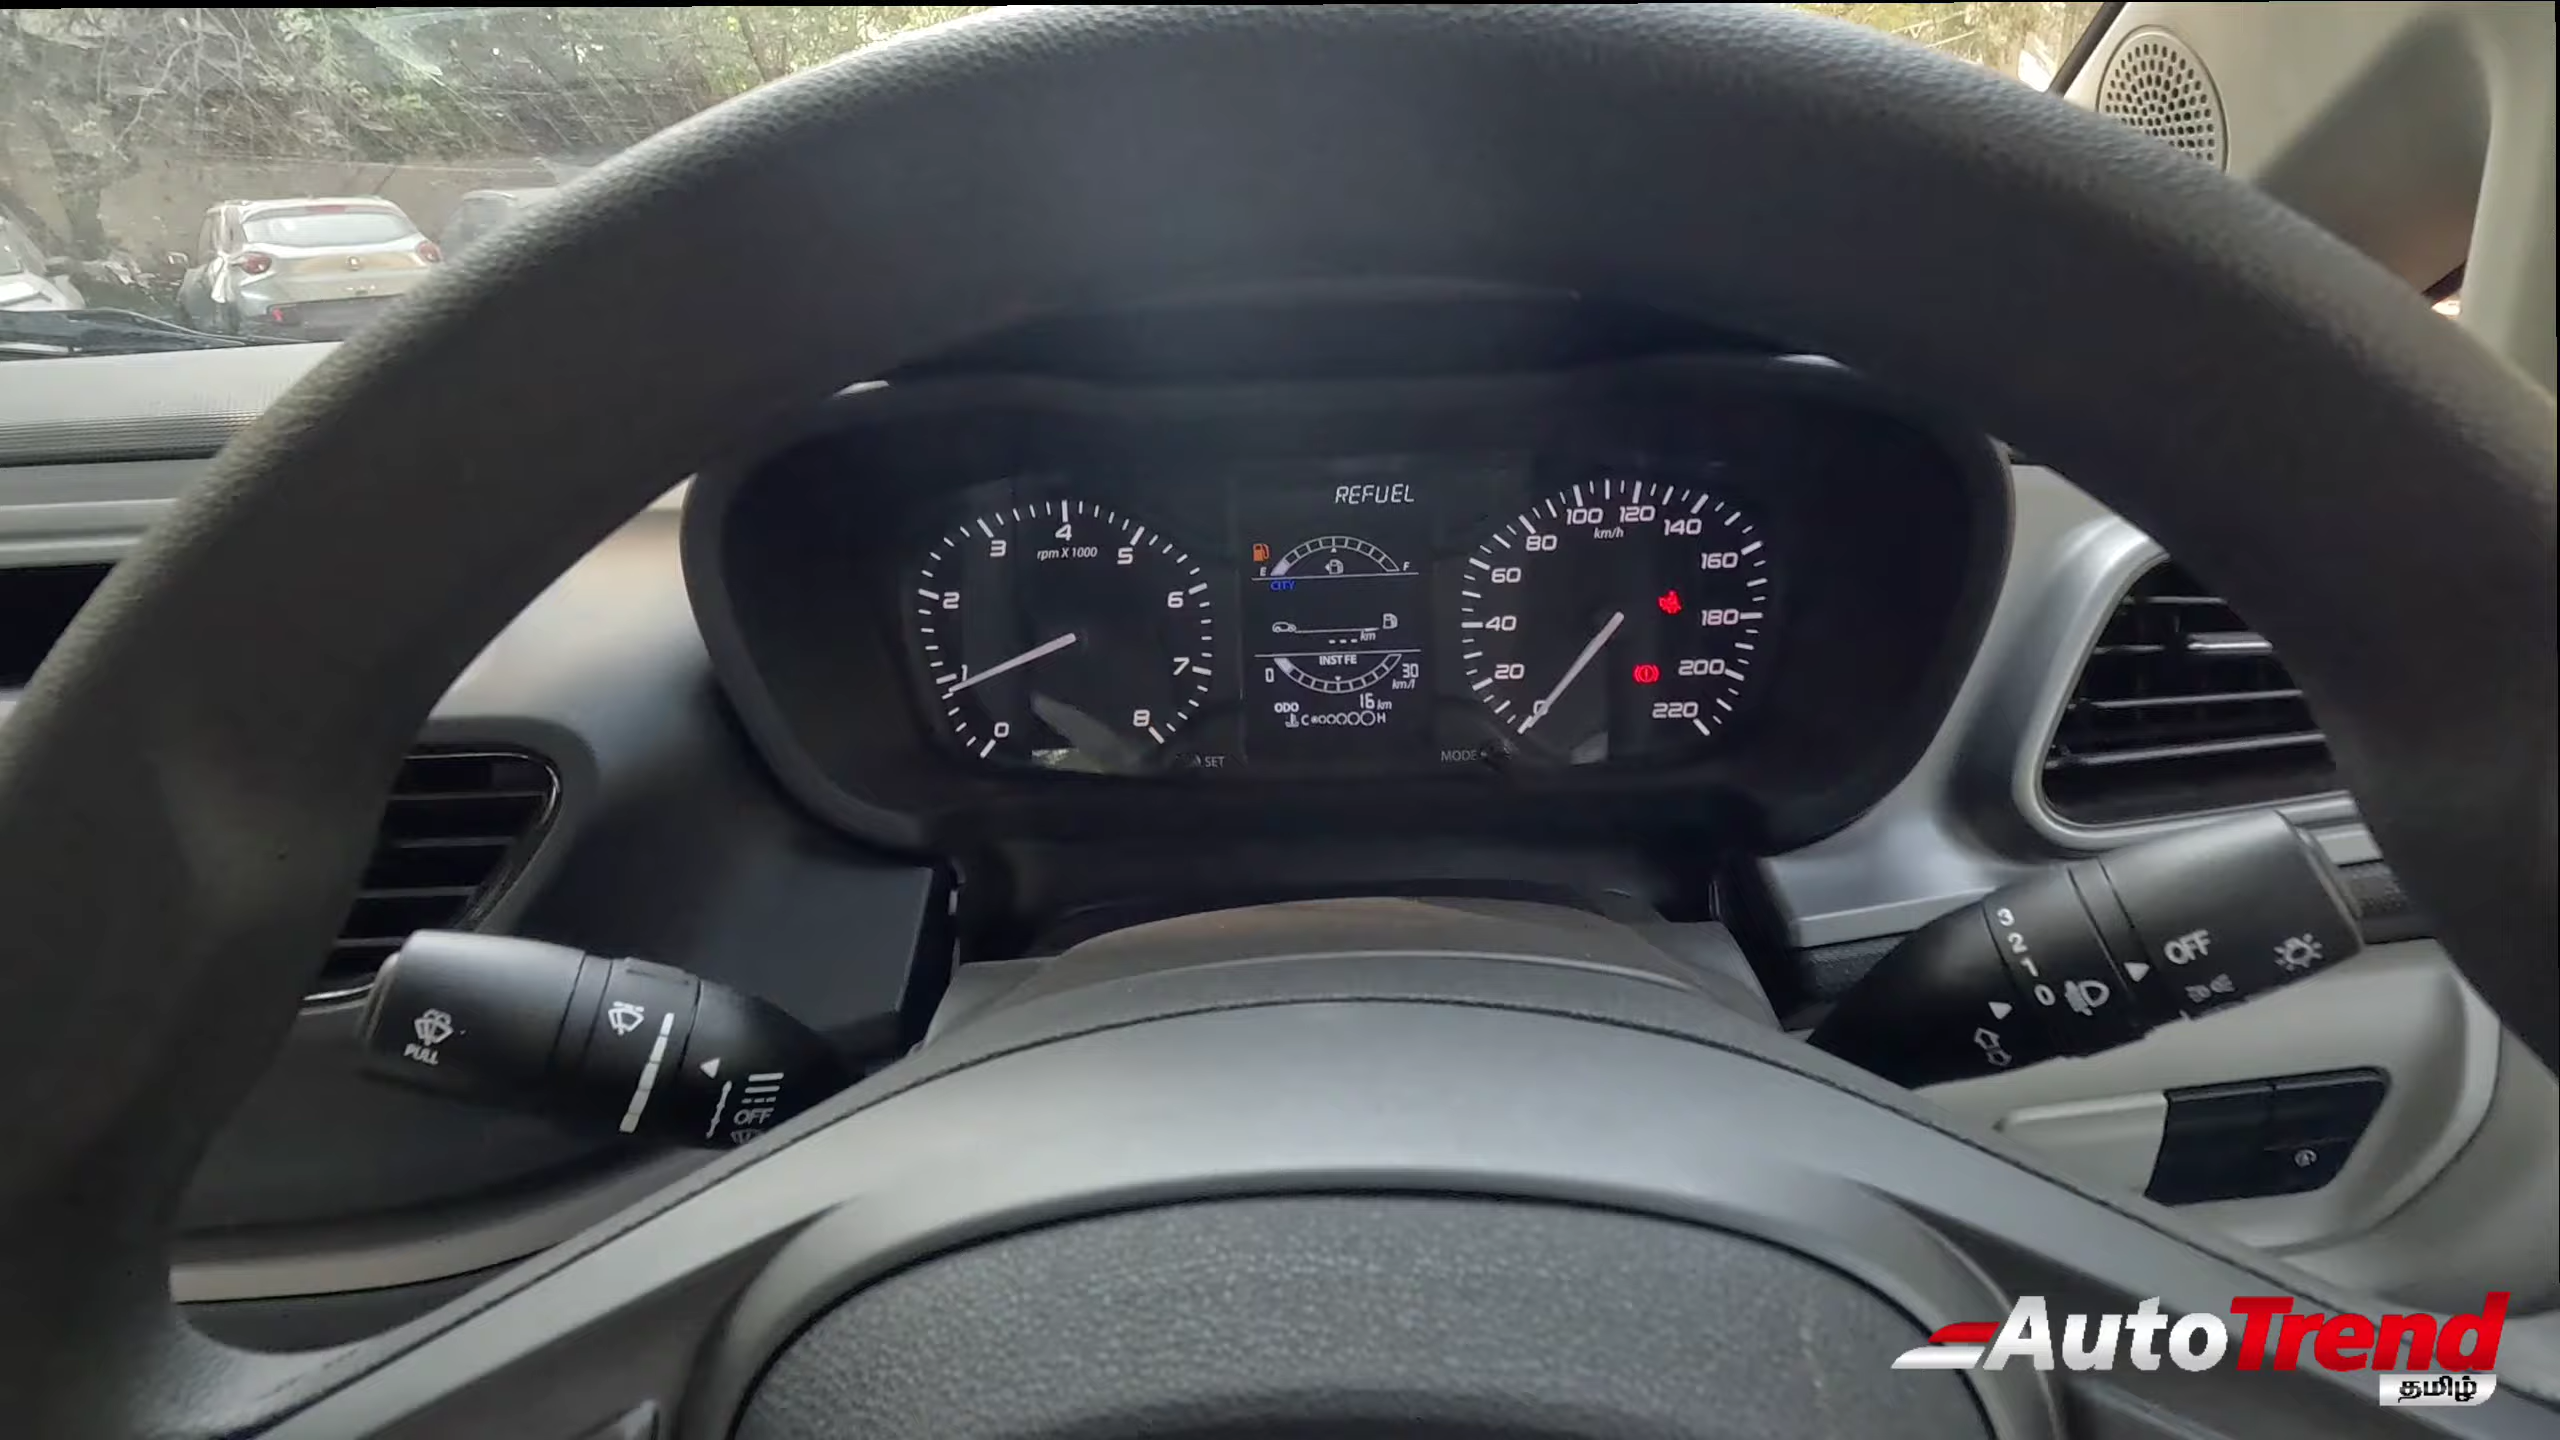 REFUEL
0
1
2
3
4
5
6
7
8
rpm X 1000
E
F
CITY
--- km
INST FE
0
30
km/l
ODO
16 km
C
H
SET
MODE
0
20
40
60
80
100
120
140
160
180
200
220
km/h
PULL
OFF
3
2
1
0
OFF
AutoTrend
தமிழ்